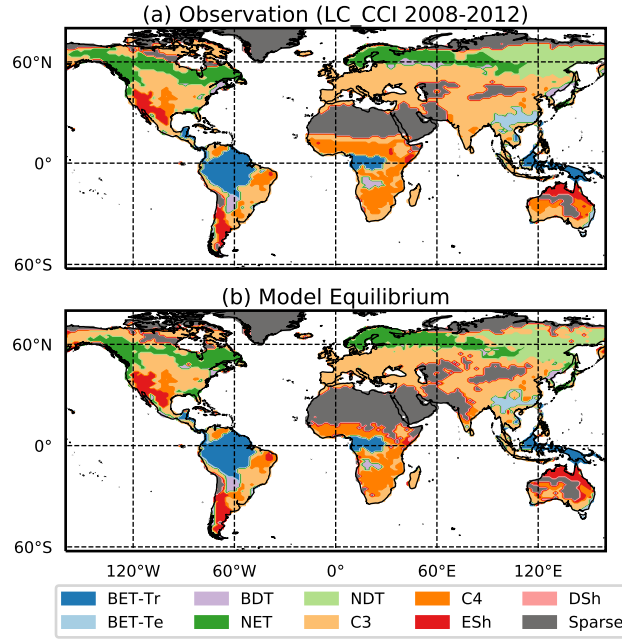 (a) Observation (LC_CCI 2008-2012)
60°N
0°
60°S
(b) Model Equilibrium
60°N
0°
60°S
120°W 60°W 0° 60°E 120°E
BET-Tr BDT NDT C4 DSh
BET-Te NET C3 ESh Sparse